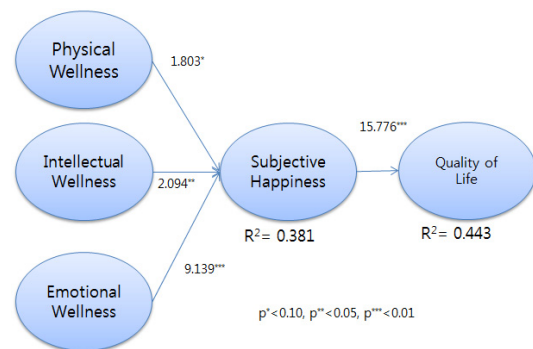 Physical
Wellness
1.803*
15.776***
Intellectual
Wellness
2.094**
Subjective
Happiness
Quality of
Life
R²= 0.381
R²= 0.443
9.139***
Emotional
Wellness
p*<0.10, p**<0.05, p***<0.01